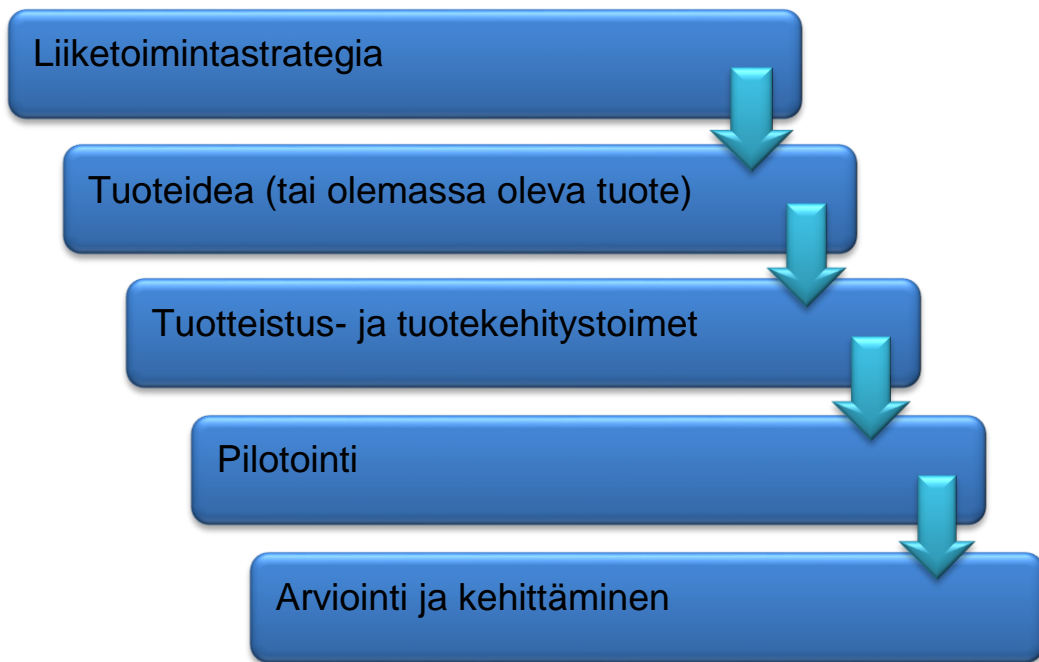 Liiketoimintastrategia
Tuoteidea (tai olemassa oleva tuote)
Tuotteistus- ja tuotekehitystoimet
Pilotointi
Arviointi ja kehittäminen